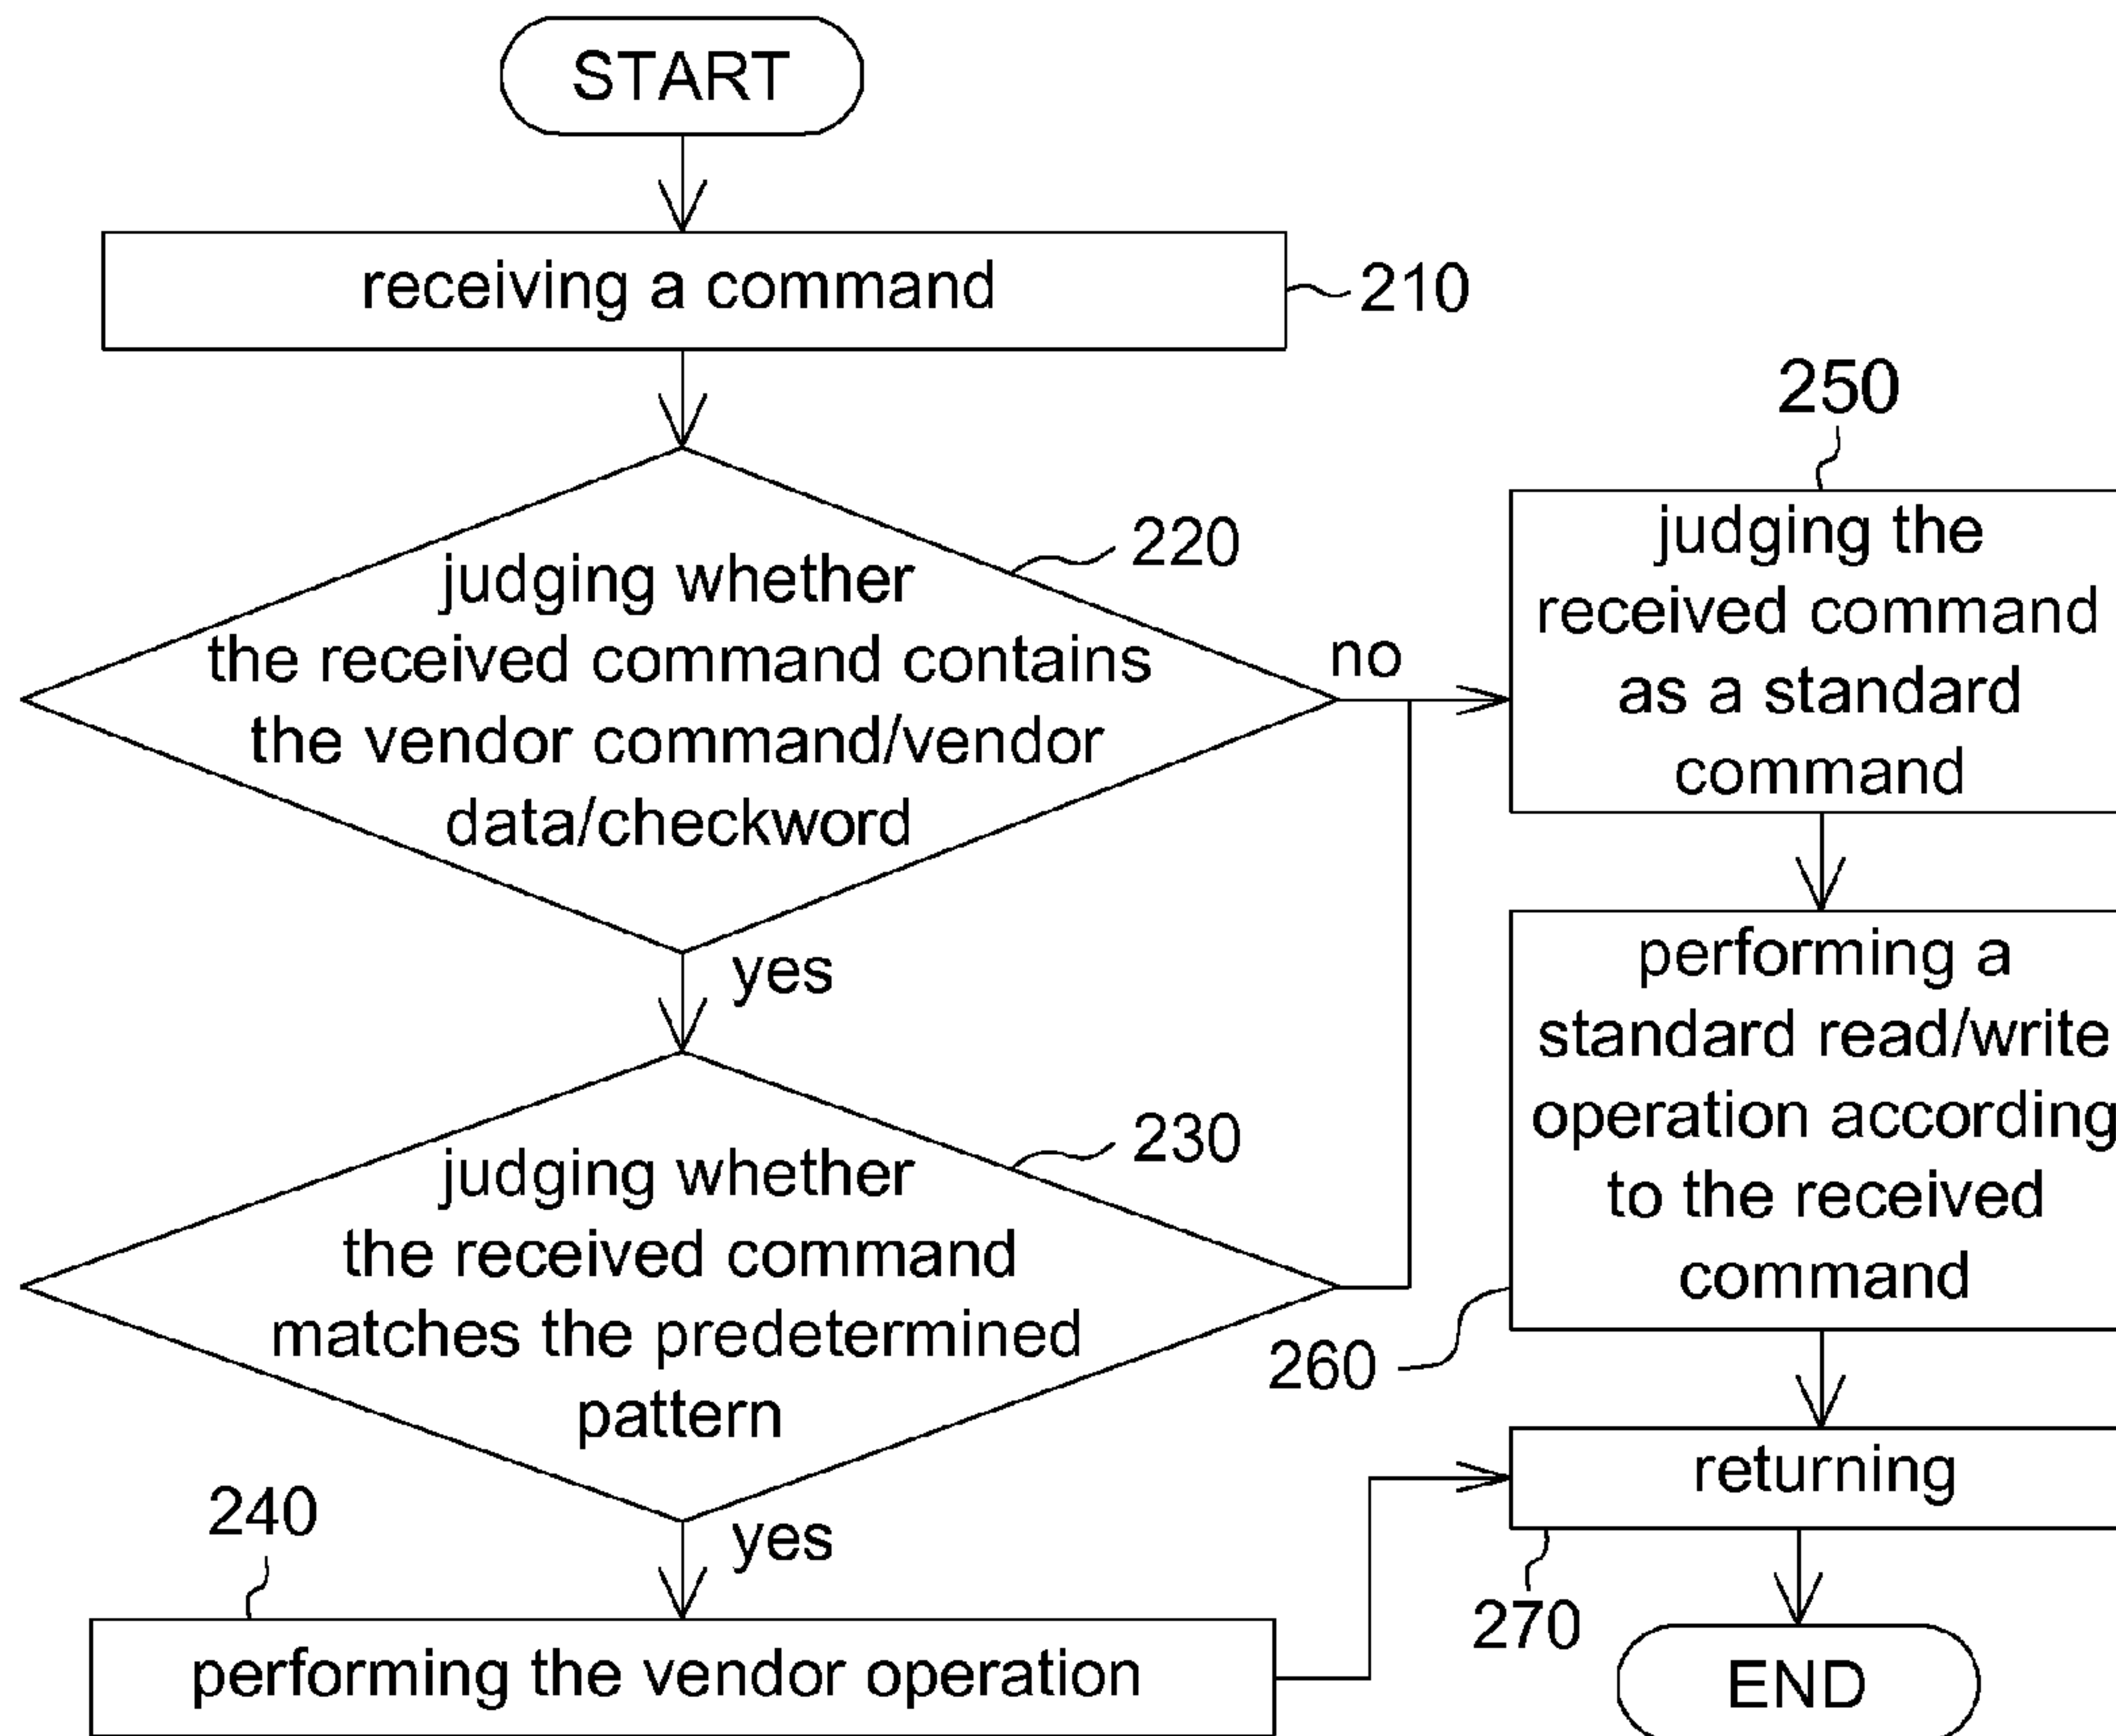 START
receiving a command
210
judging whether
the received command contains
the vendor command/vendor
data/checkword
220
no
yes
judging whether
the received command
matches the predetermined
pattern
230
yes
240
performing the vendor operation
250
judging the
received command
as a standard
command
performing a
standard read/write
operation according
to the received
command
260
returning
270
END